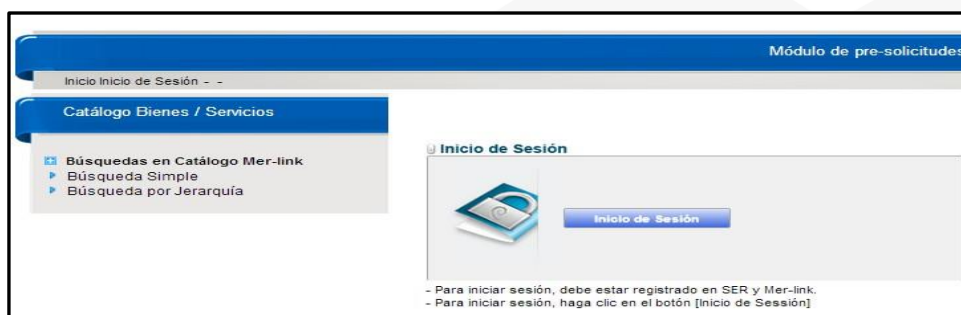 Módulo de pre-solicitudes
Inicio Inicio de Sesión - -
Catálogo Bienes / Servicios
Búsquedas en Catálogo Mer-link
Búsqueda Simple
Búsqueda por Jerarquía
Inicio de Sesión
Inicio de Sesión
- Para iniciar sesión, debe estar registrado en SER y Mer-link.
- Para iniciar sesión, haga clic en el botón [Inicio de Sessión]